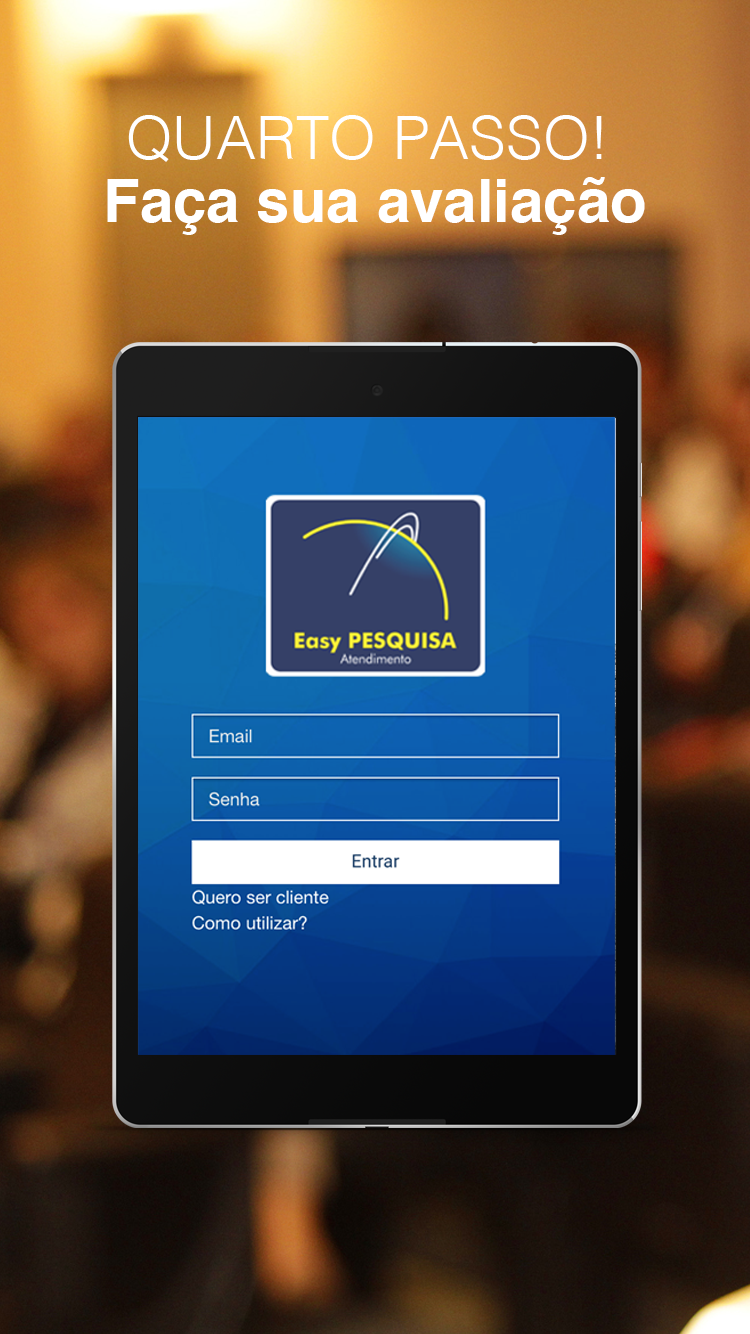 QUARTO PASSO!
Faça sua avaliação
Easy PESQUISA
Atendimento
Email
Senha
Entrar
Quero ser cliente
Como utilizar?